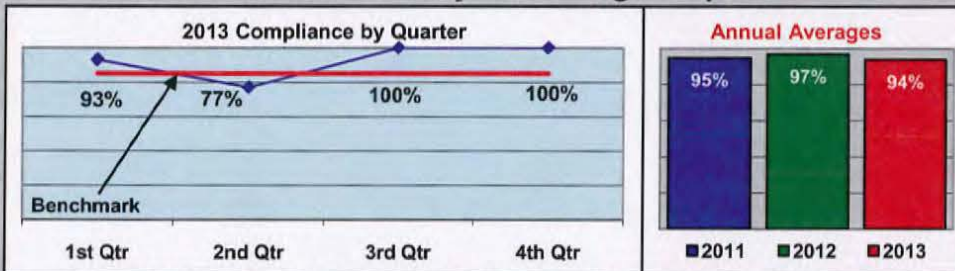 2013 Compliance by Quarter
93%
77%
100%
100%
Benchmark
1st Qtr
2nd Qtr
3rd Qtr
4th Qtr
Annual Averages
95%
97%
94%
2011
2012
2013